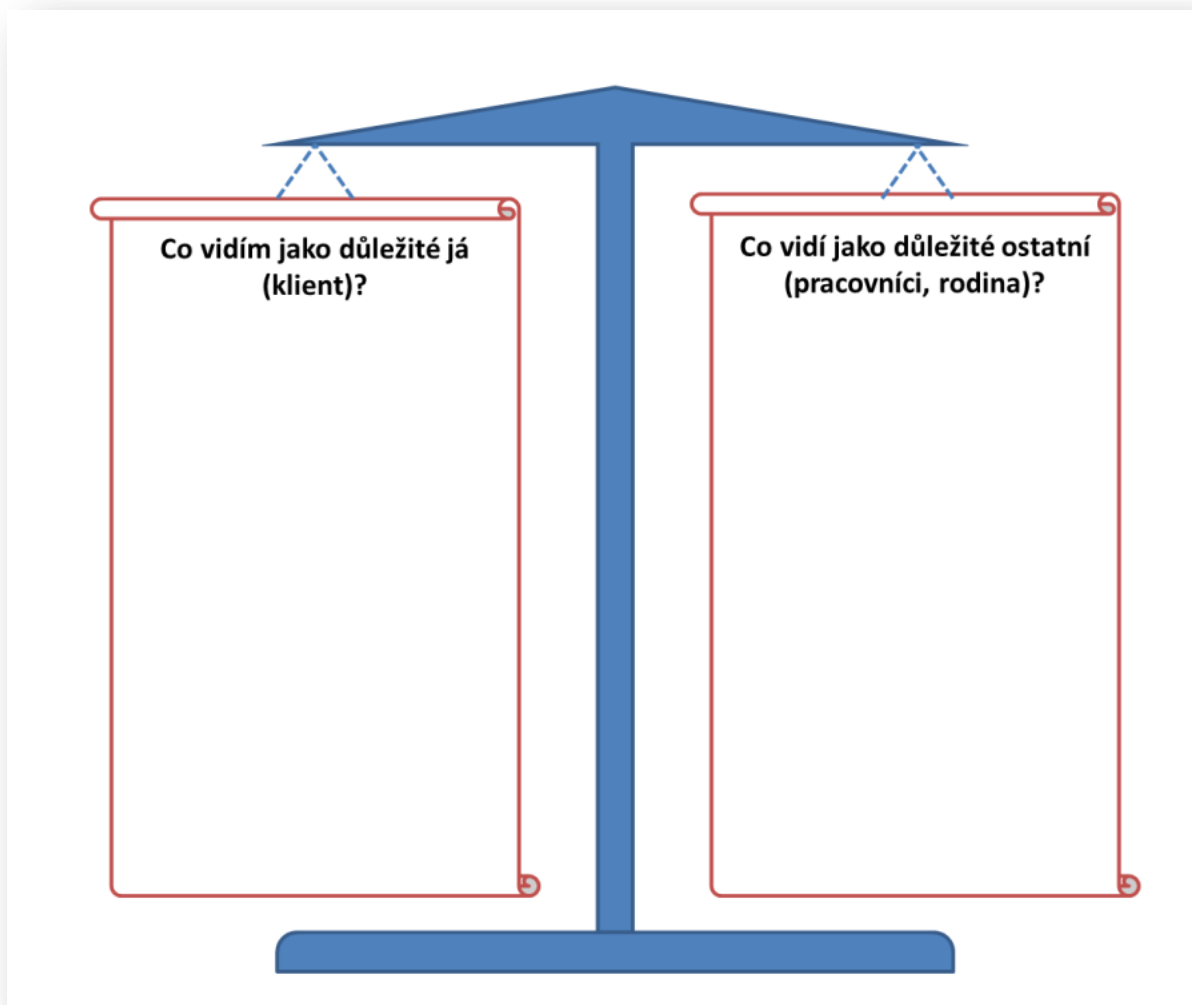 Co vidím jako důležité já
(klient)?
Co vidí jako důležité ostatní
(pracovníci, rodina)?